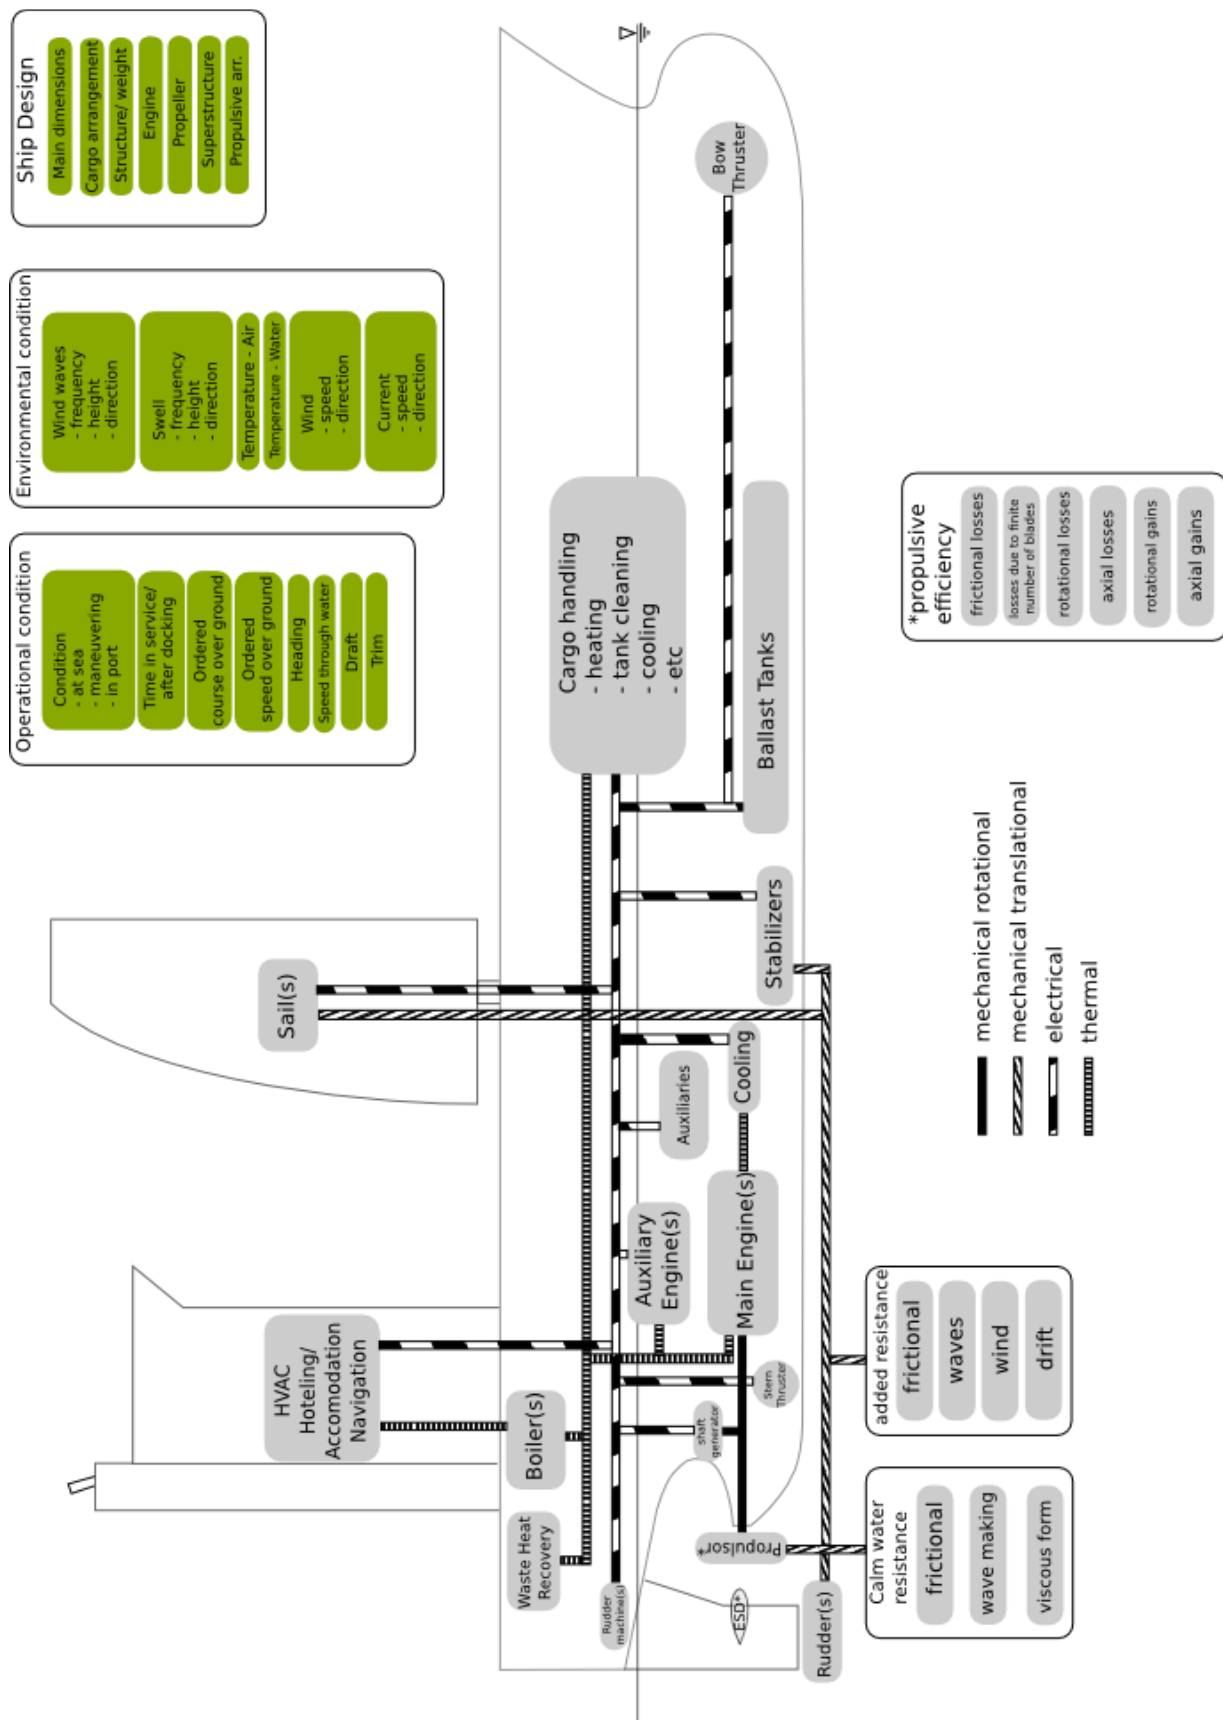 Operational condition
Condition
- at sea
- maneuvering
- in port
Time in service/
after docking
Ordered
course over ground
Ordered
speed over ground
Heading
Speed through water
Draft
Trim
Environmental condition
Wind waves
- frequency
- height
- direction
Swell
- frequency
- height
- direction
Temperature - Air
Temperature - Water
Wind
- speed
- direction
Current
- speed
- direction
Ship Design
Main dimensions
Cargo arrangement
Structure/ weight
Engine
Propeller
Superstructure
Propulsive arr.
Sail(s)
HVAC
Hoteling/
Accomodation
Navigation
Boiler(s)
Waste Heat
Recovery
Rudder
machine(s)
Cargo handling
- heating
- tank cleaning
- cooling
- etc
Auxiliary
Engine(s)
Auxiliaries
Main Engine(s)
Cooling
Stabilizers
Ballast Tanks
Bow
Thruster
Stern
Thruster
shaft
generator
Propulsor*
ESD*
Rudder(s)
Calm water
resistance
frictional
wave making
viscous form
added resistance
frictional
waves
wind
drift
mechanical rotational
mechanical translational
electrical
thermal
*propulsive
efficiency
frictional losses
losses due to finite
number of blades
rotational losses
axial losses
rotational gains
axial gains